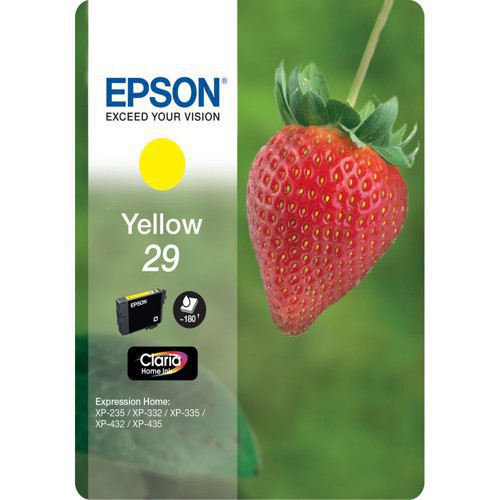 EPSON®
EXCEED YOUR VISION
Yellow
29
EPSON
~180†
Claria
Home Ink
Expression Home:
XP-235 / XP-332 / XP-335 /
XP-432 / XP-435